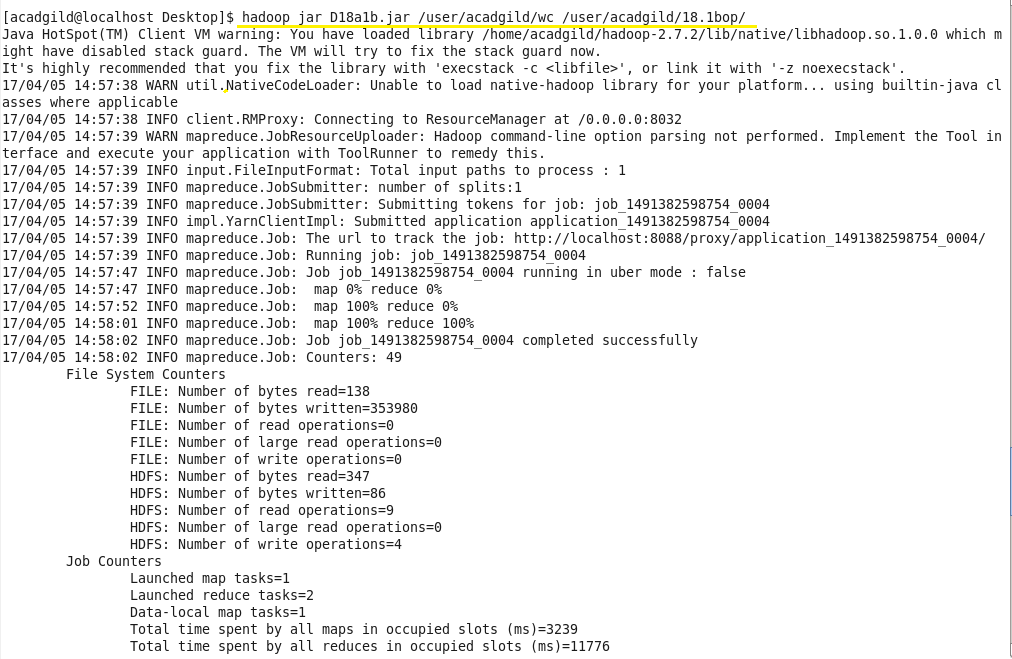 [acadgild@localhost Desktop]$ hadoop jar D18a1b.jar /user/acadgild/wc /user/acadgild/18.1bop/
Java HotSpot(TM) Client VM warning: You have loaded library /home/acadgild/hadoop-2.7.2/lib/native/libhadoop.so.1.0.0 which m
ight have disabled stack guard. The VM will try to fix the stack guard now.
It's highly recommended that you fix the library with 'execstack -c <libfile>', or link it with '-z noexecstack'.
17/04/05 14:57:38 WARN util.NativeCodeLoader: Unable to load native-hadoop library for your platform... using builtin-java cl
asses where applicable
17/04/05 14:57:38 INFO client.RMProxy: Connecting to ResourceManager at /0.0.0.0:8032
17/04/05 14:57:39 WARN mapreduce.JobResourceUploader: Hadoop command-line option parsing not performed. Implement the Tool in
terface and execute your application with ToolRunner to remedy this.
17/04/05 14:57:39 INFO input.FileInputFormat: Total input paths to process : 1
17/04/05 14:57:39 INFO mapreduce.JobSubmitter: number of splits:1
17/04/05 14:57:39 INFO mapreduce.JobSubmitter: Submitting tokens for job: job_1491382598754_0004
17/04/05 14:57:39 INFO impl.YarnClientImpl: Submitted application application_1491382598754_0004
17/04/05 14:57:39 INFO mapreduce.Job: The url to track the job: http://localhost:8088/proxy/application_1491382598754_0004/
17/04/05 14:57:39 INFO mapreduce.Job: Running job: job_1491382598754_0004
17/04/05 14:57:47 INFO mapreduce.Job: Job job_1491382598754_0004 running in uber mode : false
17/04/05 14:57:47 INFO mapreduce.Job:  map 0% reduce 0%
17/04/05 14:57:52 INFO mapreduce.Job:  map 100% reduce 0%
17/04/05 14:58:01 INFO mapreduce.Job:  map 100% reduce 100%
17/04/05 14:58:02 INFO mapreduce.Job: Job job_1491382598754_0004 completed successfully
17/04/05 14:58:02 INFO mapreduce.Job: Counters: 49
File System Counters
FILE: Number of bytes read=138
FILE: Number of bytes written=353980
FILE: Number of read operations=0
FILE: Number of large read operations=0
FILE: Number of write operations=0
HDFS: Number of bytes read=347
HDFS: Number of bytes written=86
HDFS: Number of read operations=9
HDFS: Number of large read operations=0
HDFS: Number of write operations=4
Job Counters
Launched map tasks=1
Launched reduce tasks=2
Data-local map tasks=1
Total time spent by all maps in occupied slots (ms)=3239
Total time spent by all reduces in occupied slots (ms)=11776